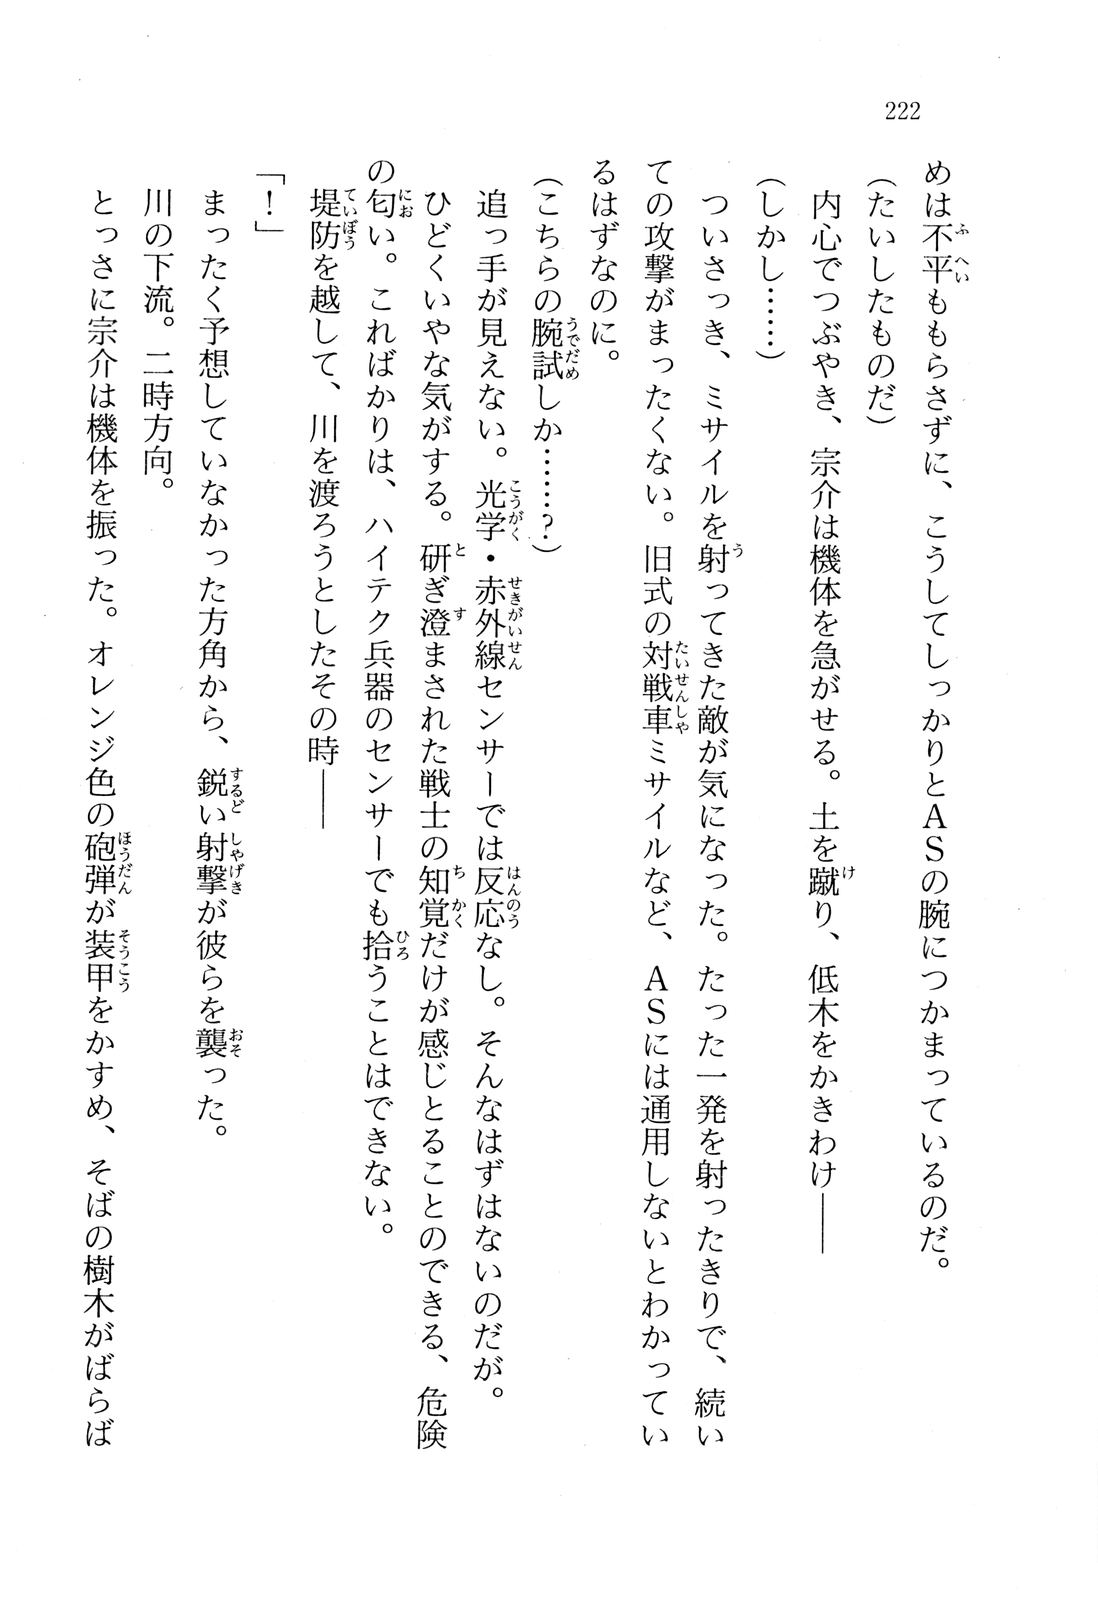 222
めは不平ももらさずに、こうしてしっかりとＡＳの腕につかまっているのだ。
（たいしたものだ）
内心でつぶやき、宗介は機体を急がせる。土を蹴り、低木をかきわけ――
（しかし……）
ついさっき、ミサイルを射ってきた敵が気になった。たった一発を射ったきりで、続い
ての攻撃がまったくない。旧式の対戦車ミサイルなど、ＡＳには通用しないとわかってい
るはずなのに。
（こちらの腕試しか……？）
追っ手が見えない。光学・赤外線センサーでは反応なし。そんなはずはないのだが。
ひどくいやな気がする。研ぎ澄まされた戦士の知覚だけが感じとることのできる、危険
の匂い。こればかりは、ハイテク兵器のセンサーでも拾うことはできない。
堤防を越して、川を渡ろうとしたその時――
「！」
まったく予想していなかった方角から、鋭い射撃が彼らを襲った。
川の下流。二時方向。
とっさに宗介は機体を振った。オレンジ色の砲弾が装甲をかすめ、そばの樹木がばらば